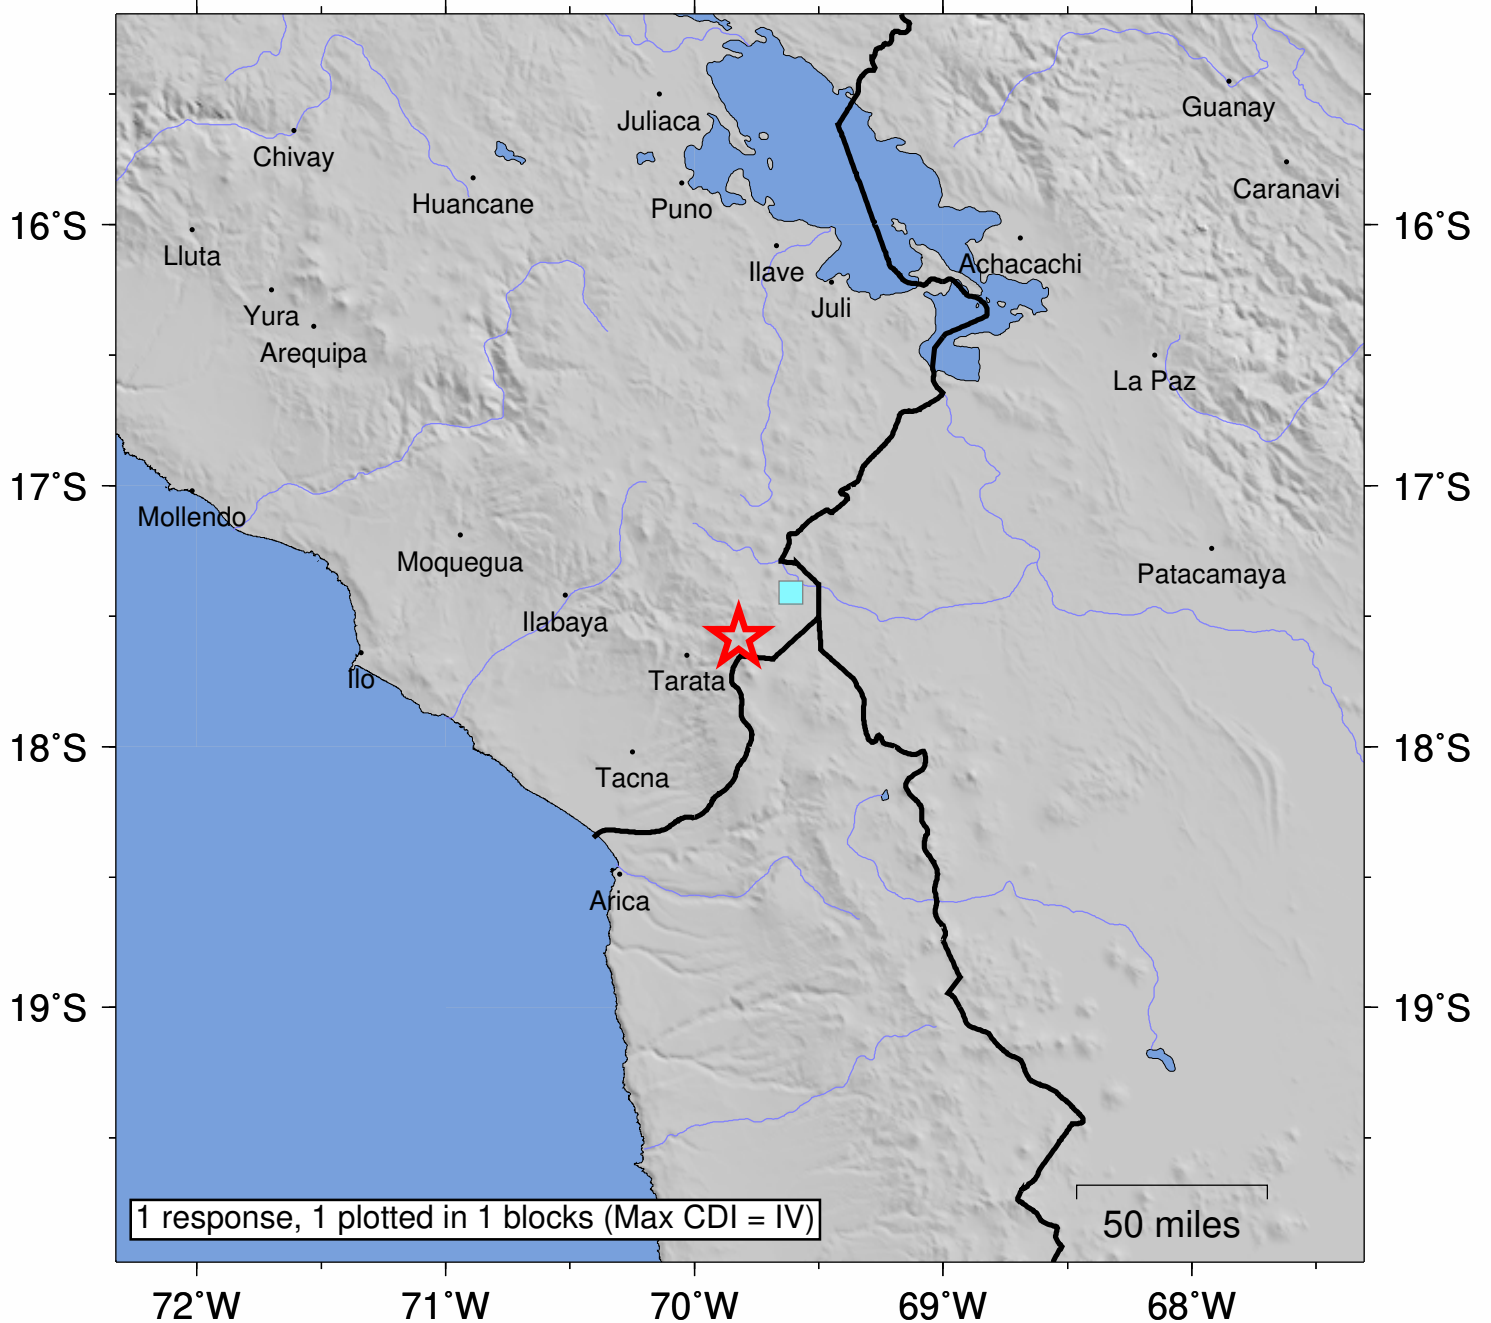 Guanay
Juliaca
Chivay
Caranavi
Huancane
Puno
16°S
16°S
Lluta
Ilave
Achacachi
Juli
Yura
Arequipa
La Paz
17°S
17°S
Mollendo
Moquegua
Patacamaya
Ilabaya
Ilo
Tarata
18°S
18°S
Tacna
Arica
19°S
19°S
1 response, 1 plotted in 1 blocks (Max CDI = IV)
50 miles
72°W
71°W
70°W
69°W
68°W